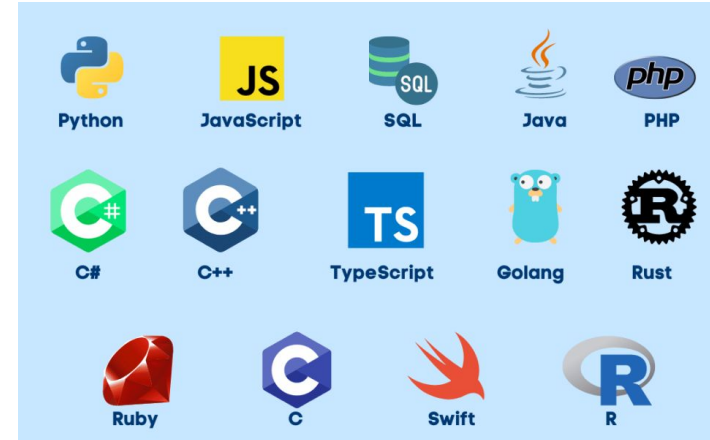 JS
SQL
php
Python
JavaScript
SQL
Java
PHP
C#
C++
TS
R
C#
C++
TypeScript
Golang
Rust
C
R
Ruby
C
Swift
R